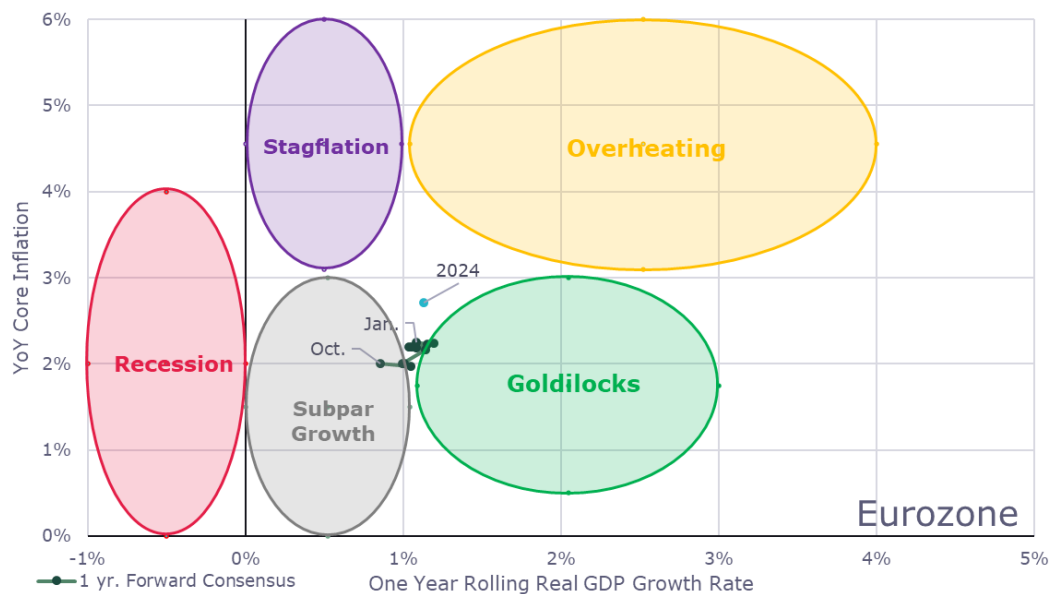 6%
5%
4%
3%
2%
1%
0%
YoY Core Inflation
Stagflation
Overheating
2024
Jan.
Oct.
Recession
Goldilocks
Subpar
Growth
Eurozone
-1%
0%
1%
2%
3%
4%
5%
1 yr. Forward Consensus
One Year Rolling Real GDP Growth Rate